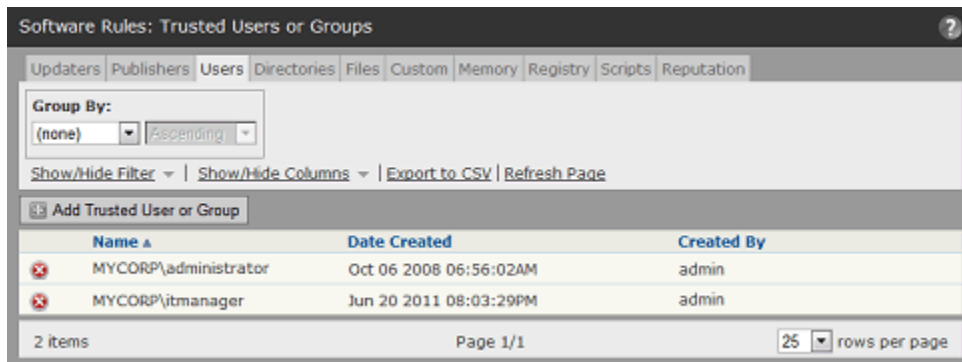 Software Rules: Trusted Users or Groups ?
Updaters Publishers Users Directories Files Custom Memory Registry Scripts Reputation
Group By:
(none) Ascending
Show/Hide Filter | Show/Hide Columns | Export to CSV | Refresh Page
Add Trusted User or Group
Name Date Created Created By
MYCORP\administrator Oct 06 2008 06:56:02AM admin
MYCORP\itmanager Jun 20 2011 08:03:29PM admin
2 items Page 1/1 25 rows per page